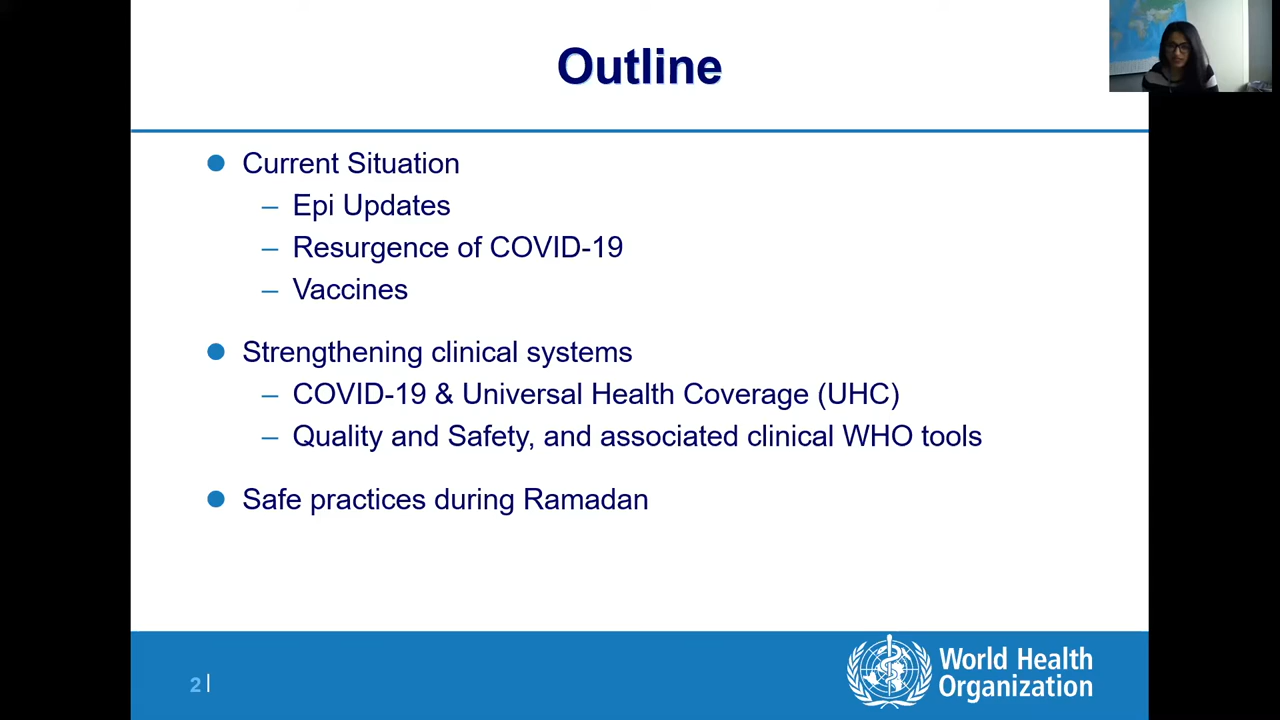 Outline
Current Situation
– Epi Updates
– Resurgence of COVID-19
– Vaccines
Strengthening clinical systems
– COVID-19 & Universal Health Coverage (UHC)
– Quality and Safety, and associated clinical WHO tools
Safe practices during Ramadan
2 |
World Health
Organization